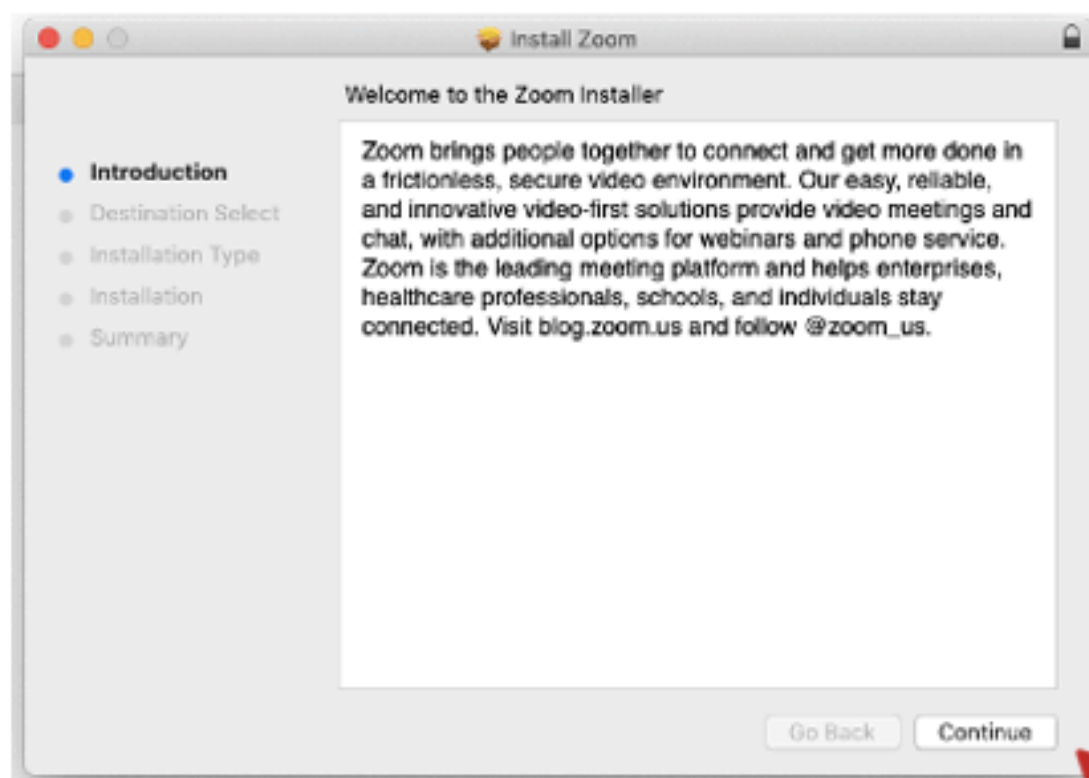 Install Zoom
Welcome to the Zoom Installer
Introduction
Destination Select
Installation Type
Installation
Summary
Zoom brings people together to connect and get more done in
a frictionless, secure video environment. Our easy, reliable,
and innovative video-first solutions provide video meetings and
chat, with additional options for webinars and phone service.
Zoom is the leading meeting platform and helps enterprises,
healthcare professionals, schools, and individuals stay
connected. Visit blog.zoom.us and follow @zoom_us.
Go Back
Continue